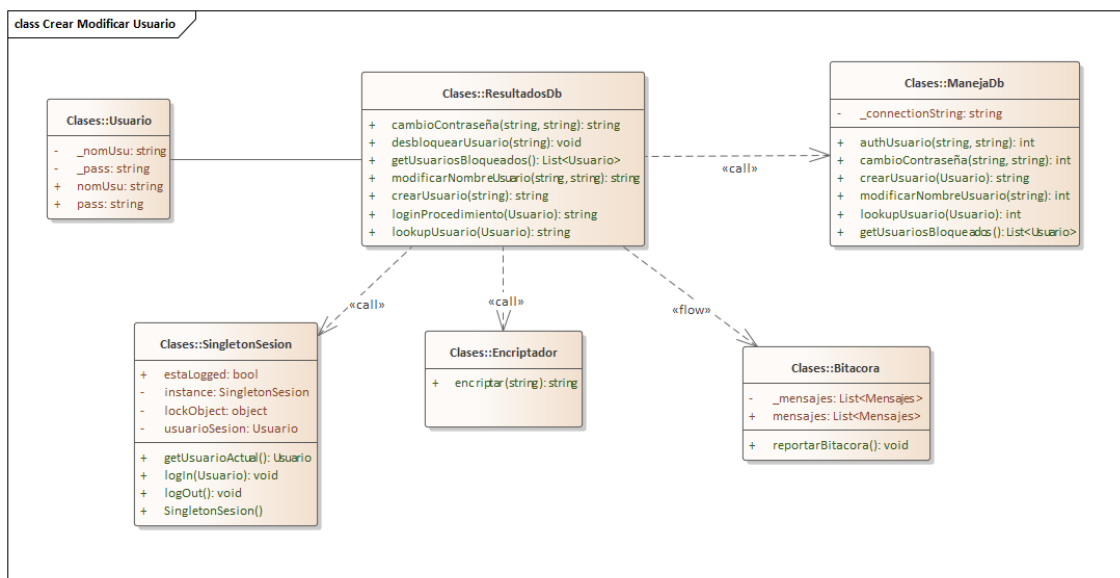 class Crear Modificar Usuario
Clases::Usuario
- _nomUsu: string
- _pass: string
+ nomUsu: string
+ pass: string
Clases::ResultadosDb
+ cambioContraseña(string, string): string
+ desbloquearUsuario(string): void
+ getUsuariosBloqueados(): List<Usuario>
+ modificarNombreUsuario(string, string): string
+ crearUsuario(string): string
+ loginProcedimiento(Usuario): string
+ lookupUsuario(Usuario): string
«call»
Clases::ManejaDb
- _connectionString: string
+ authUsuario(string, string): int
+ cambioContraseña(string, string): int
+ crearUsuario(Usuario): string
+ modificarNombreUsuario(string): int
+ lookupUsuario(Usuario): int
+ getUsuariosBloqueados(): List<Usuario>
«call»
«call»
«flow»
Clases::SingletonSesion
+ estaLogged: bool
- instance: SingletonSesion
- lockObject: object
- usuarioSesion: Usuario
+ getUsuarioActual(): Usuario
+ logIn(Usuario): void
+ logOut(): void
+ SingletonSesion()
Clases::Encriptador
+ encriptar(string): string
Clases::Bitacora
- _mensajes: List<Mensajes>
+ mensajes: List<Mensajes>
+ reportarBitacora(): void